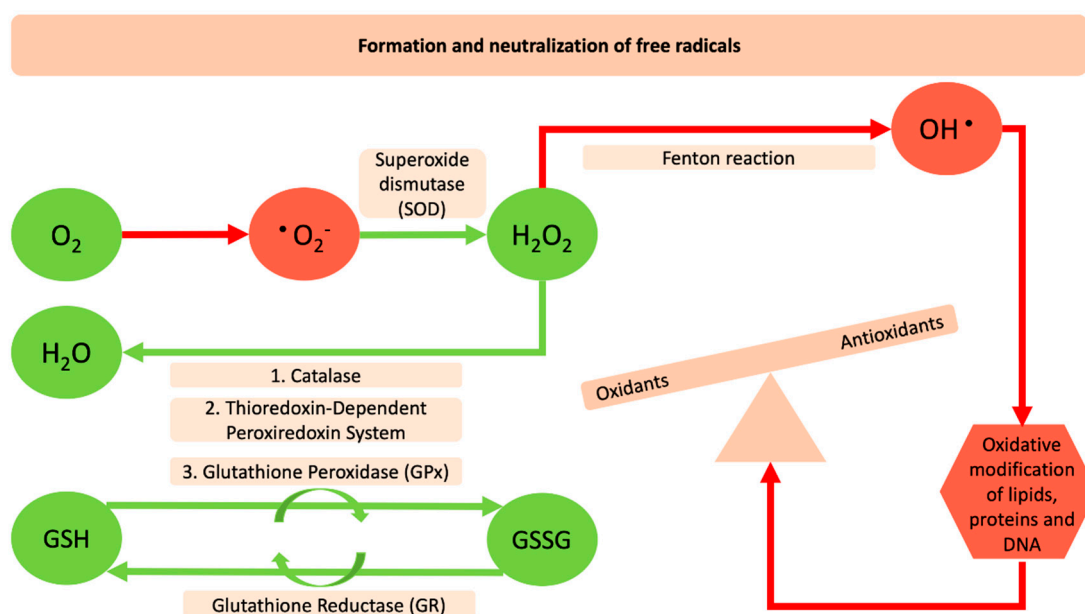 Formation and neutralization of free radicals
OH •
Superoxide
dismutase
(SOD)
Fenton reaction
O₂
•O₂⁻
H₂O₂
H₂O
Antioxidants
Oxidants
1. Catalase
2. Thioredoxin-Dependent
Peroxiredoxin System
3. Glutathione Peroxidase (GPx)
Oxidative
modification
of lipids,
proteins and
DNA
GSH
GSSG
Glutathione Reductase (GR)